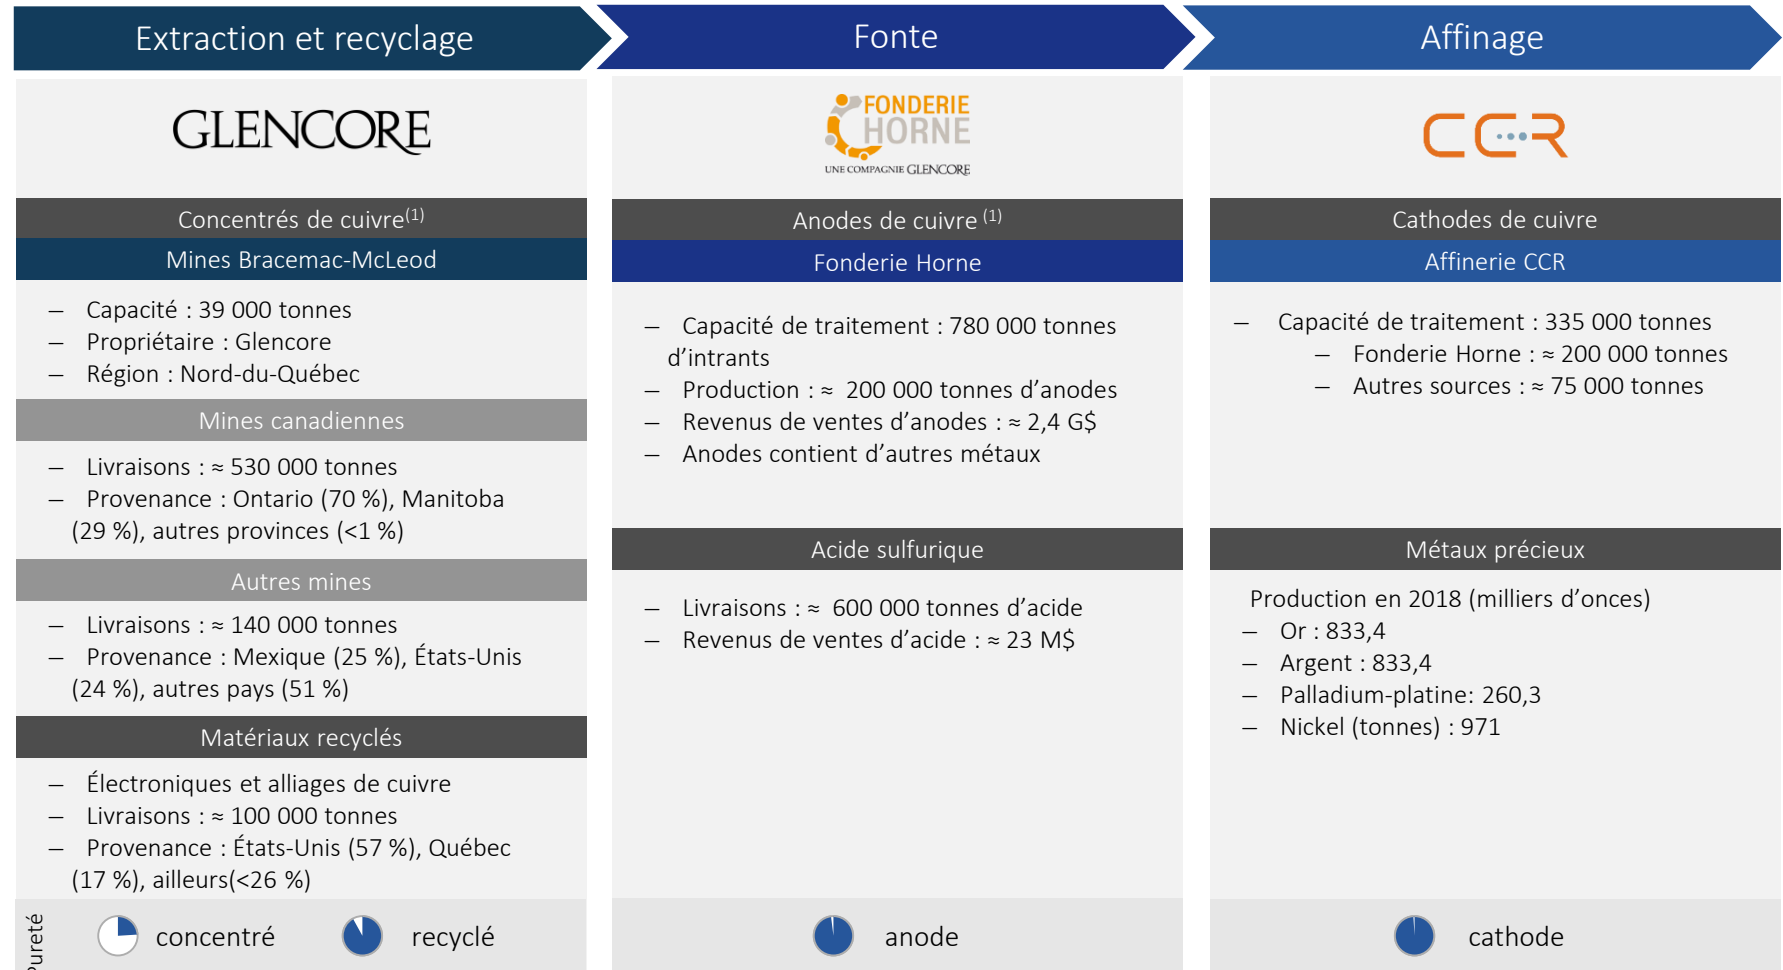 Extraction et recyclage
Fonte
Affinage
GLENCORE
Concentrés de cuivre(1)
Mines Bracemac-McLeod
– Capacité : 39 000 tonnes
– Propriétaire : Glencore
– Région : Nord-du-Québec
Mines canadiennes
– Livraisons : ≈ 530 000 tonnes
– Provenance : Ontario (70 %), Manitoba
(29 %), autres provinces (<1 %)
Autres mines
– Livraisons : ≈ 140 000 tonnes
– Provenance : Mexique (25 %), États-Unis
(24 %), autres pays (51 %)
Matériaux recyclés
– Électroniques et alliages de cuivre
– Livraisons : ≈ 100 000 tonnes
– Provenance : États-Unis (57 %), Québec
(17 %), ailleurs(<26 %)
FONDERIE
HORNE
UNE COMPAGNIE GLENCORE
Anodes de cuivre (1)
Fonderie Horne
– Capacité de traitement : 780 000 tonnes
d’intrants
– Production : ≈ 200 000 tonnes d’anodes
– Revenus de ventes d’anodes : ≈ 2,4 G$
– Anodes contient d’autres métaux
Acide sulfurique
– Livraisons : ≈ 600 000 tonnes d’acide
– Revenus de ventes d’acide : ≈ 23 M$
CCR
Cathodes de cuivre
Affinerie CCR
– Capacité de traitement : 335 000 tonnes
– Fonderie Horne : ≈ 200 000 tonnes
– Autres sources : ≈ 75 000 tonnes
Métaux précieux
Production en 2018 (milliers d’onces)
– Or : 833,4
– Argent : 833,4
– Palladium-platine: 260,3
– Nickel (tonnes) : 971
Pureté
concentré
recyclé
anode
cathode